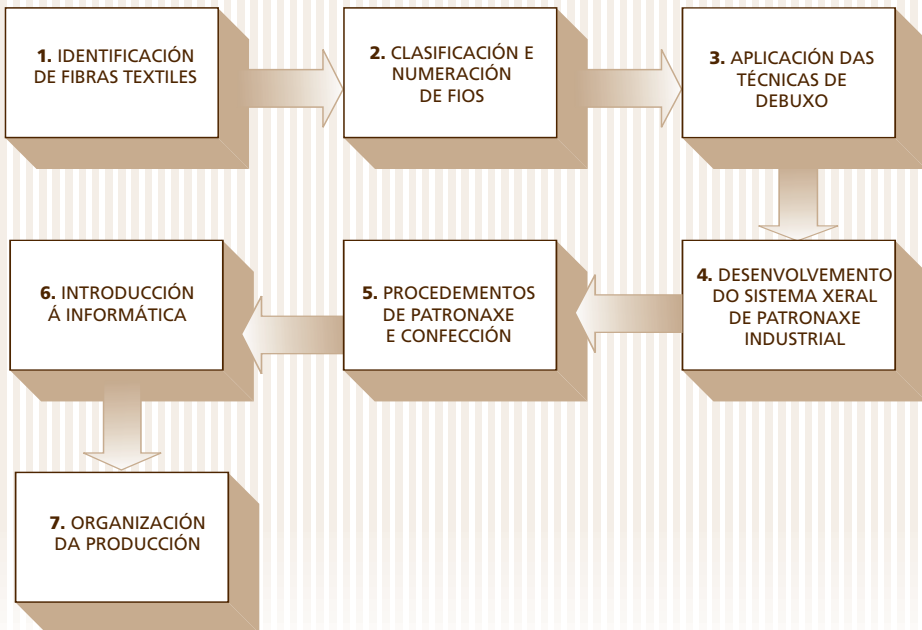 1. IDENTIFICACIÓN
DE FIBRAS TEXTILES
2. CLASIFICACIÓN E
NUMERACIÓN
DE FIOS
3. APLICACIÓN DAS
TÉCNICAS DE
DEBUXO
4. DESENVOLVEMENTO
DO SISTEMA XERAL
DE PATRONAXE
INDUSTRIAL
5. PROCEDEMENTOS
DE PATRONAXE
E CONFECCIÓN
6. INTRODUCCIÓN
Á INFORMÁTICA
7. ORGANIZACIÓN
DA PRODUCCIÓN